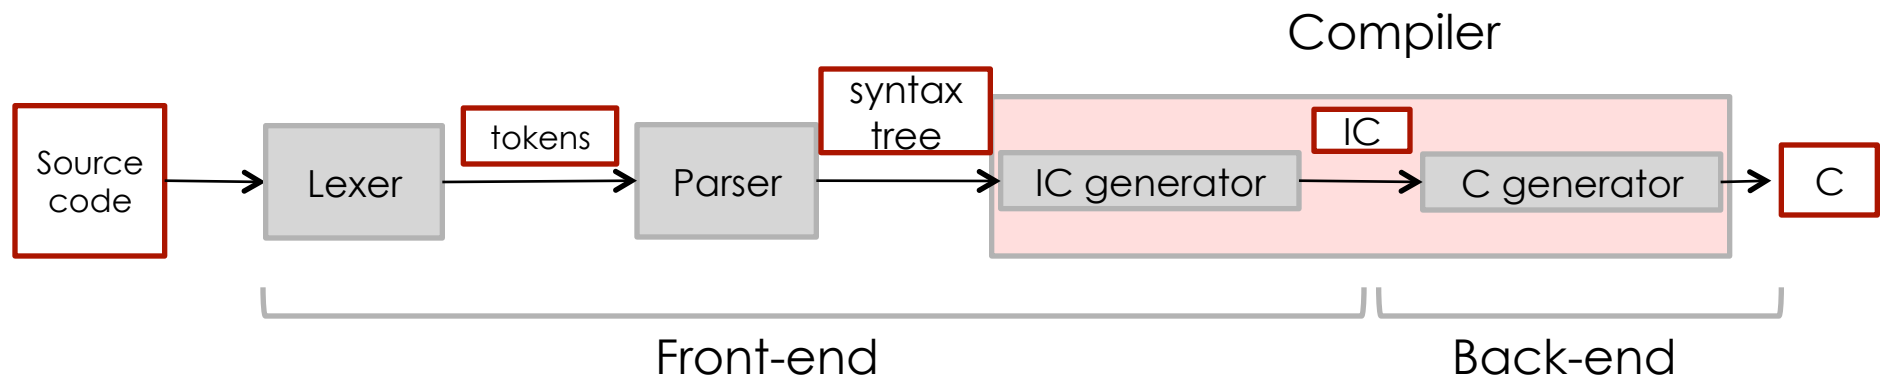 Compiler
Source
code
Lexer
tokens
Parser
syntax
tree
IC generator
IC
C generator
C
Front-end
Back-end